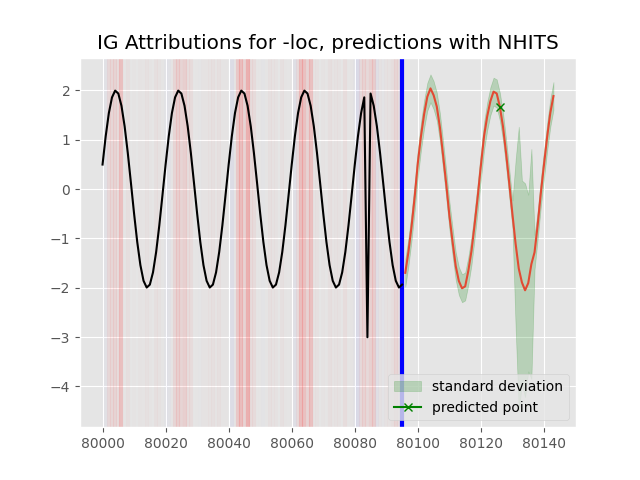 IG Attributions for -loc, predictions with NHITS
2
1
0
−1
−2
−3
−4
standard deviation
predicted point
80000 80020 80040 80060 80080 80100 80120 80140